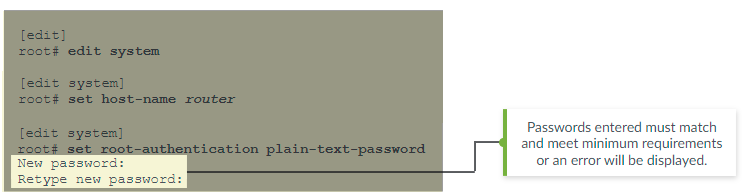 [edit]
root# edit system
[edit system]
root# set host-name router
[edit system]
root# set root-authentication plain-text-password
New password:
Retype new password:
Passwords entered must match
and meet minimum requirements
or an error will be displayed.